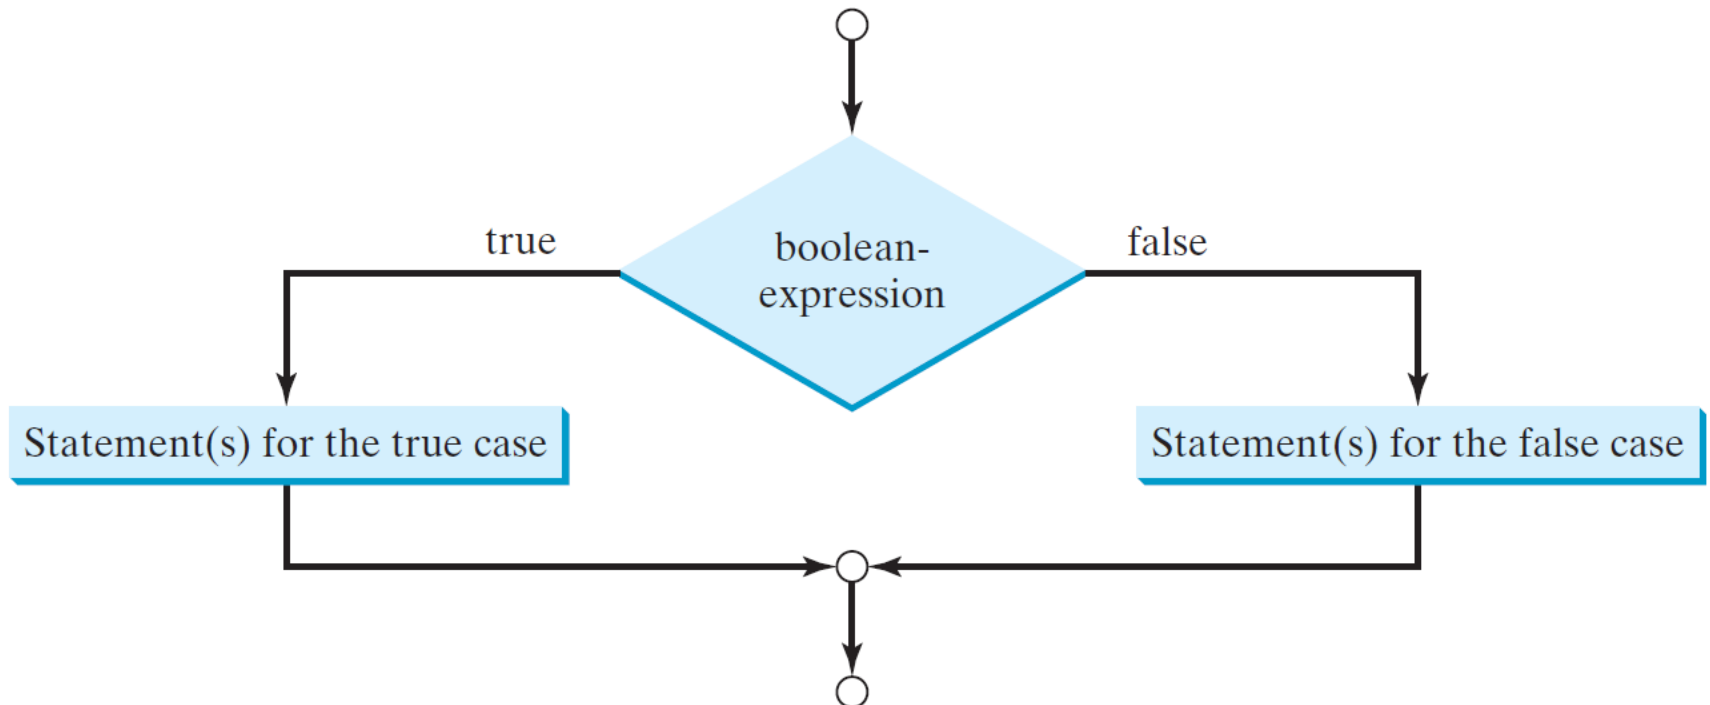 true
boolean-
expression
false
Statement(s) for the true case
Statement(s) for the false case